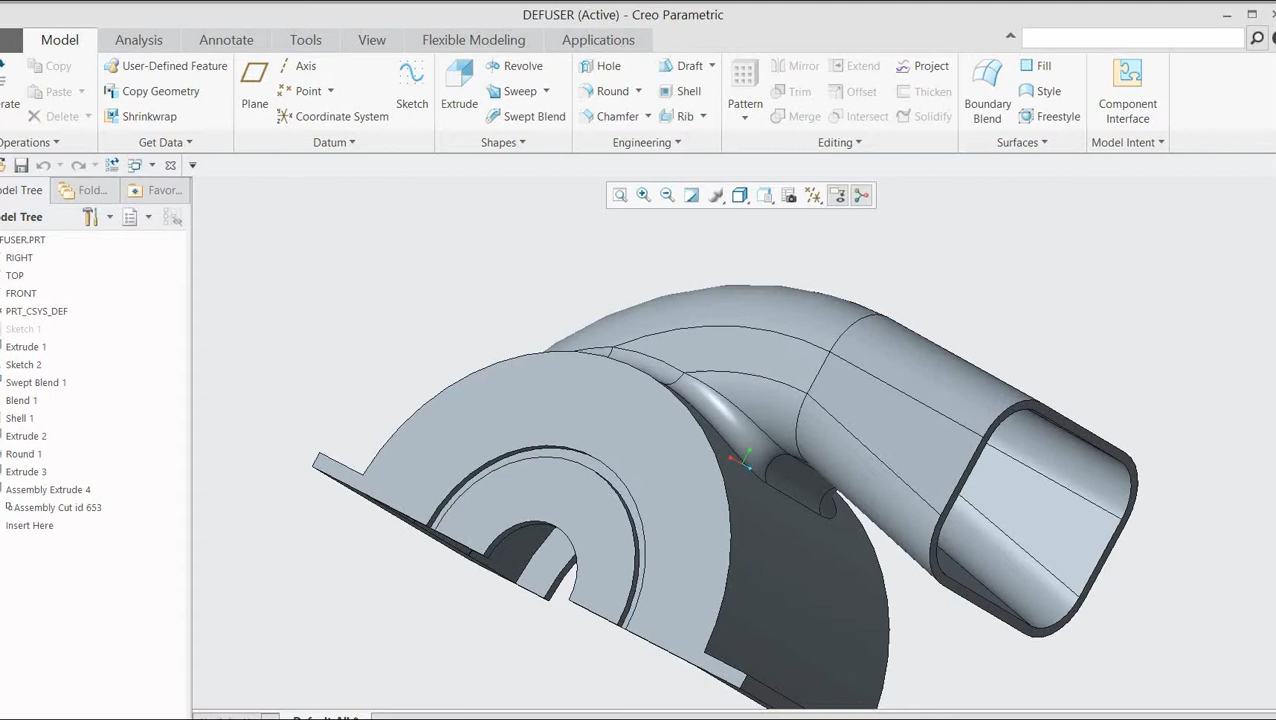 DEFUSER (Active) - Creo Parametric
Model Analysis Annotate Tools View Flexible Modeling Applications
Copy User-Defined Feature Axis Revolve Hole Draft Mirror Extend Project Fill
erate Paste Copy Geometry Plane Point Sketch Extrude Sweep Round Shell Pattern Trim Offset Thicken Boundary Blend Style Component Interface
Delete Shrinkwrap Coordinate System Swept Blend Chamfer Rib Merge Intersect Solidify Freestyle
Operations Get Data Datum Shapes Engineering Editing Surfaces Model Intent
odel Tree Fold... Favor...
odel Tree
FUSER.PRT
RIGHT
TOP
FRONT
PRT_CSYS_DEF
Sketch 1
Extrude 1
Sketch 2
Swept Blend 1
Blend 1
Shell 1
Extrude 2
Round 1
Extrude 3
Assembly Extrude 4
Assembly Cut id 653
Insert Here